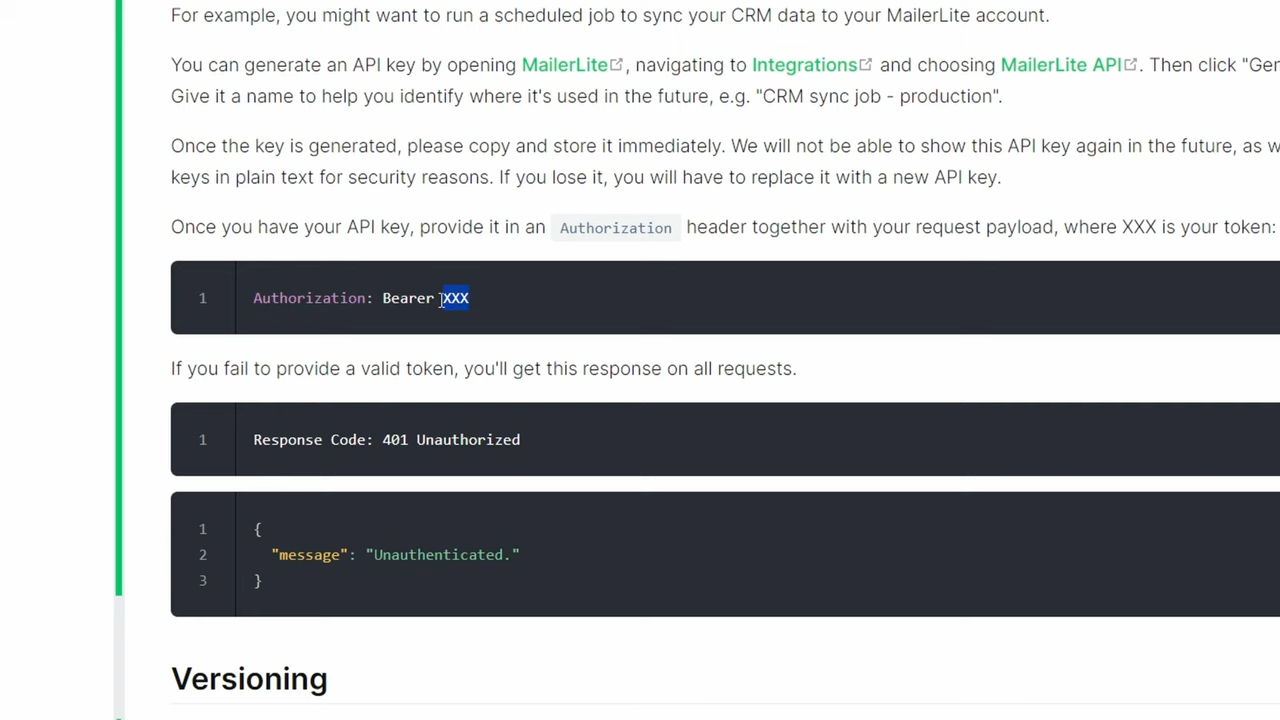 For example, you might want to run a scheduled job to sync your CRM data to your MailerLite account.
You can generate an API key by opening MailerLite, navigating to Integrations and choosing MailerLite API. Then click "Ger
Give it a name to help you identify where it's used in the future, e.g. "CRM sync job - production".
Once the key is generated, please copy and store it immediately. We will not be able to show this API key again in the future, as w
keys in plain text for security reasons. If you lose it, you will have to replace it with a new API key.
Once you have your API key, provide it in an Authorization header together with your request payload, where XXX is your token:
1 Authorization: Bearer XXX
If you fail to provide a valid token, you'll get this response on all requests.
1 Response Code: 401 Unauthorized
1 {
2 "message": "Unauthenticated."
3 }
Versioning